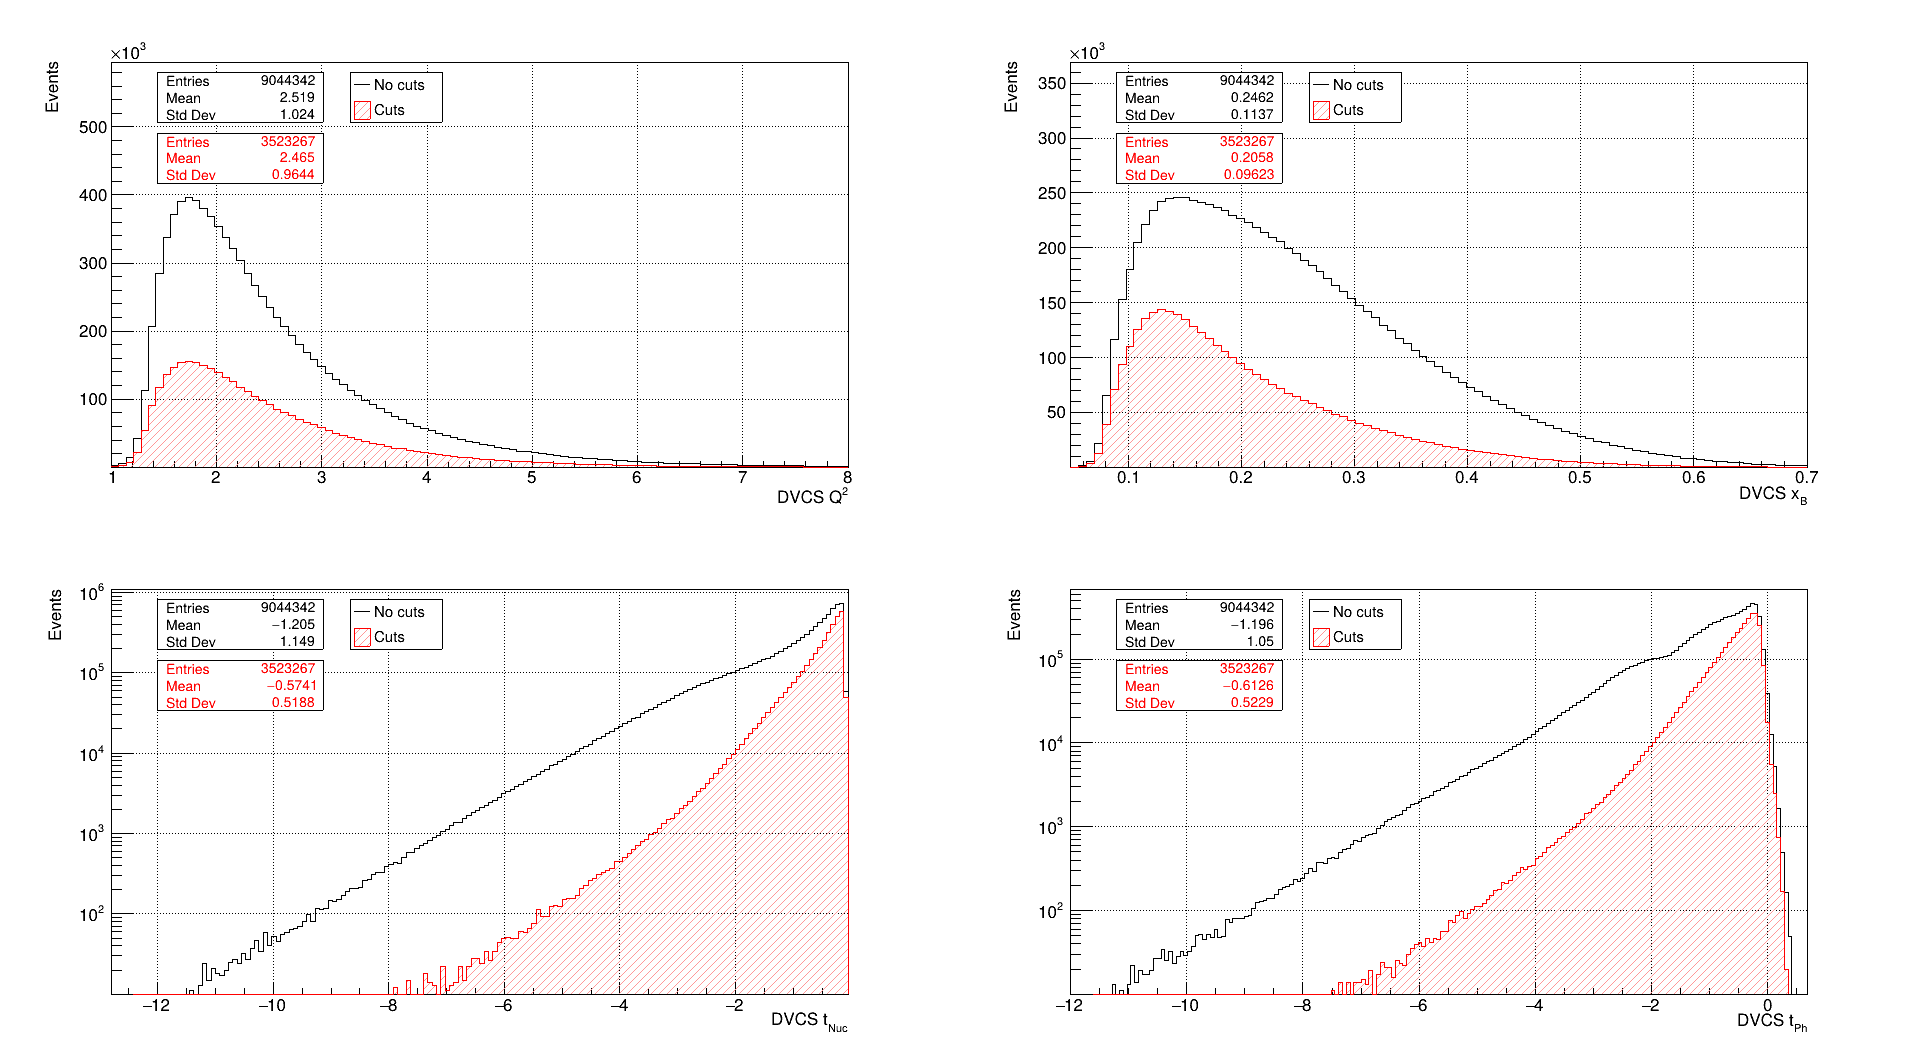 ×10³
Events
Entries 9044342
Mean 2.519
Std Dev 1.024
Entries 3523267
Mean 2.465
Std Dev 0.9644
No cuts
Cuts
500
400
300
200
100
1 2 3 4 5 6 7 8
DVCS Q²
×10³
Events
Entries 9044342
Mean 0.2462
Std Dev 0.1137
Entries 3523267
Mean 0.2058
Std Dev 0.09623
No cuts
Cuts
350
300
250
200
150
100
50
0.1 0.2 0.3 0.4 0.5 0.6 0.7
DVCS x_B
Events
Entries 9044342
Mean −1.205
Std Dev 1.149
Entries 3523267
Mean −0.5741
Std Dev 0.5188
No cuts
Cuts
10⁶
10⁵
10⁴
10³
10²
−12 −10 −8 −6 −4 −2
DVCS t_Nuc
Events
Entries 9044342
Mean −1.196
Std Dev 1.05
Entries 3523267
Mean −0.6126
Std Dev 0.5229
No cuts
Cuts
10⁵
10⁴
10³
10²
−12 −10 −8 −6 −4 −2 0
DVCS t_Ph